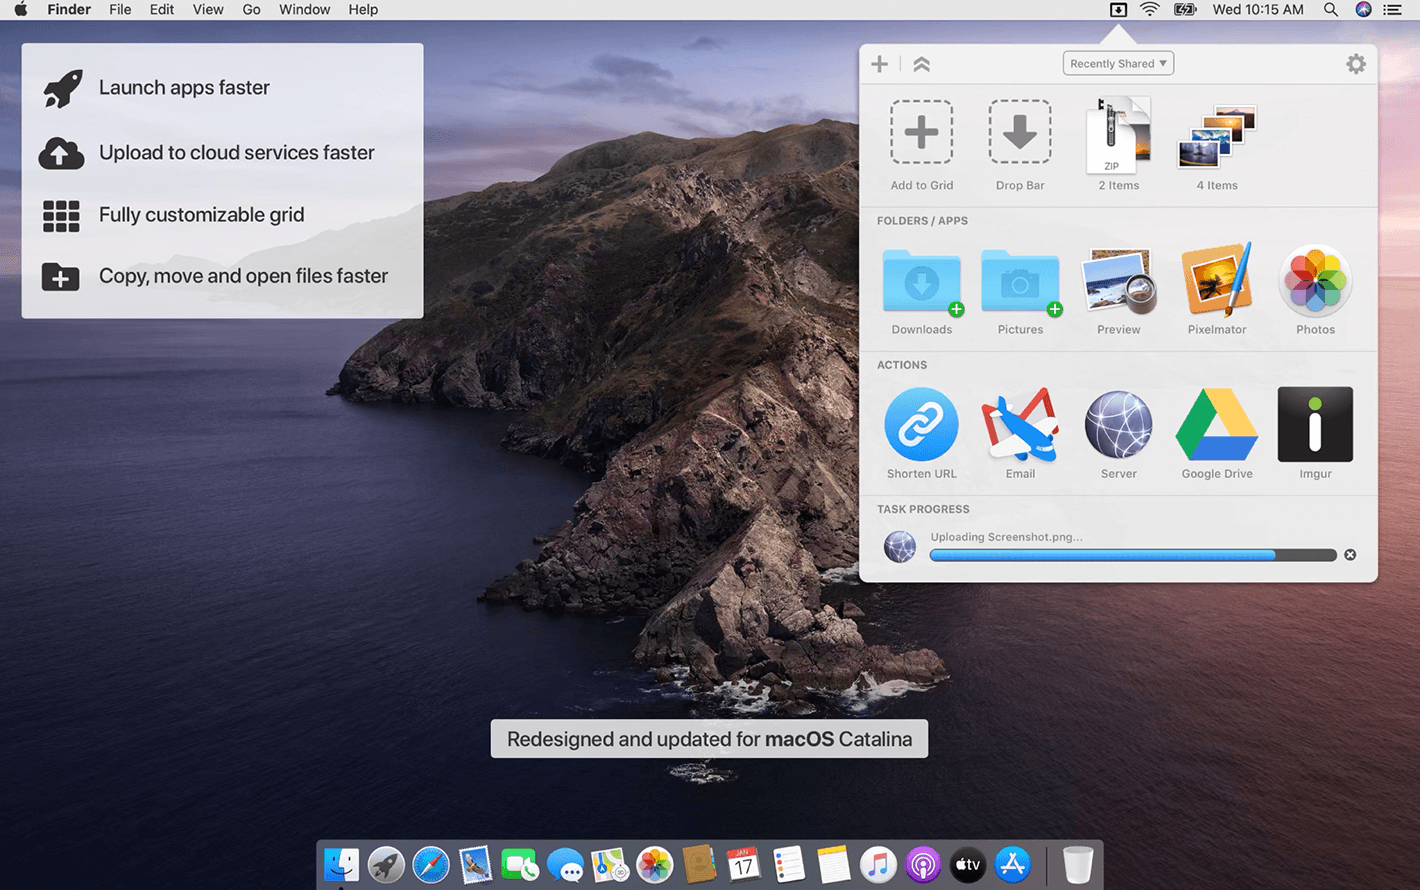 Finder File Edit View Go Window Help
Wed 10:15 AM
Launch apps faster
Upload to cloud services faster
Fully customizable grid
Copy, move and open files faster
Recently Shared
ZIP
Add to Grid
Drop Bar
2 Items
4 Items
FOLDERS / APPS
Downloads
Pictures
Preview
Pixelmator
Photos
ACTIONS
Shorten URL
Email
Server
Google Drive
Imgur
TASK PROGRESS
Uploading Screenshot.png...
Redesigned and updated for macOS Catalina
JAN
17
tv